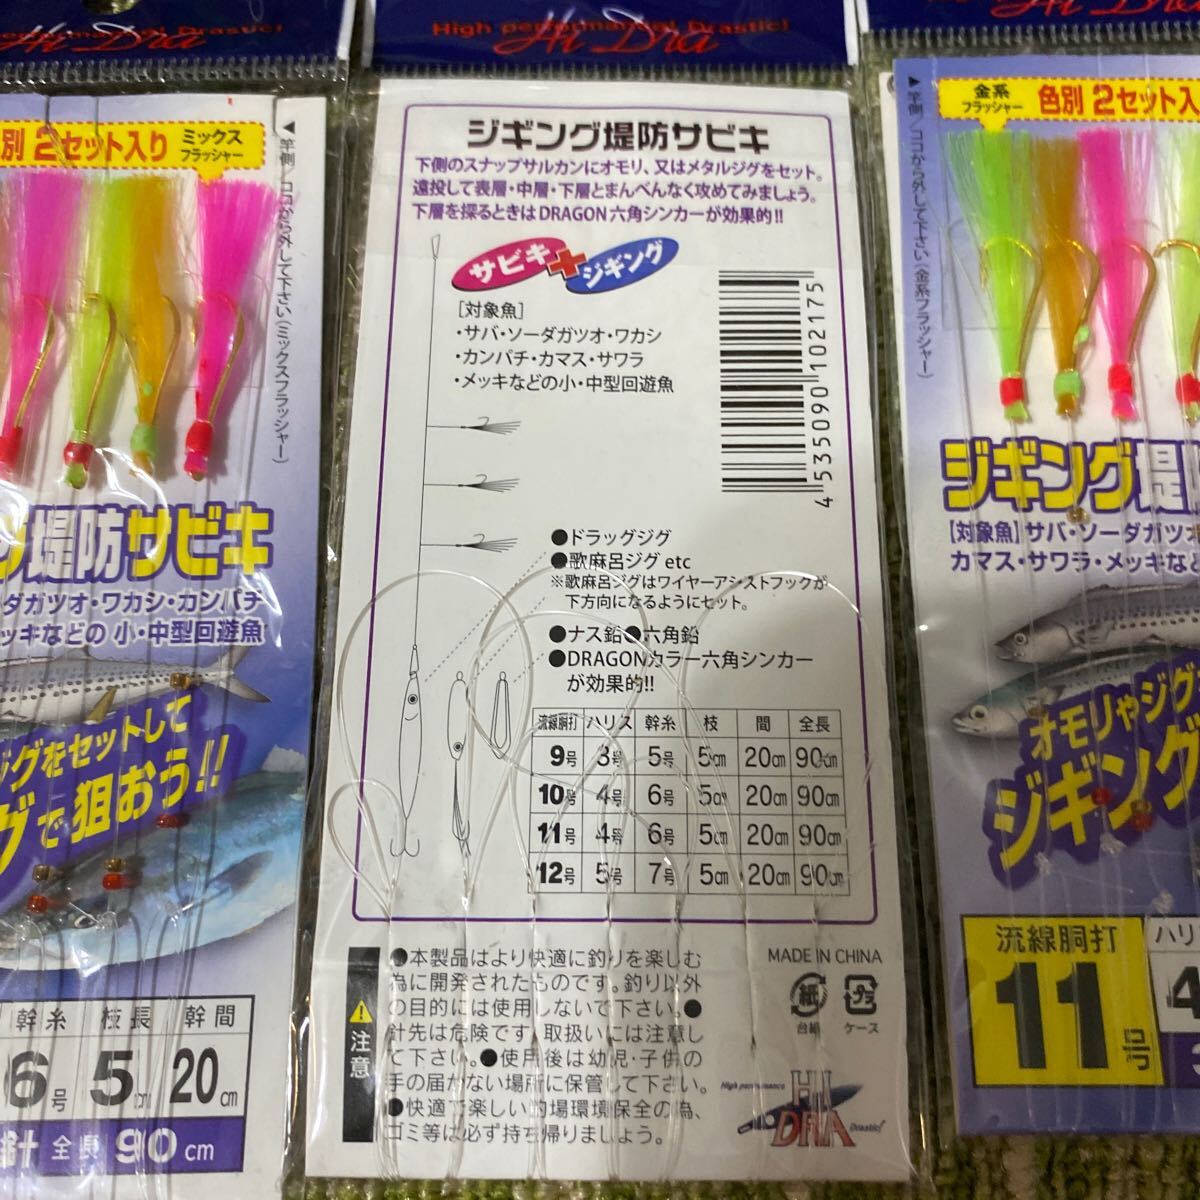 High performance! Drastic!
Hi Dra
別 2セット入り
ミックス
フラッシャー
◀竿側/ココから外して下さい(ミックスフラッシャー)
堤防サビキ
ダガツオ・ワカシ・カンパチ
ッキなどの 小・中型回遊魚
ジグをセットして
グで狙おう!!
幹糸 枝長 幹間
6号 5cm 20cm
全長 90cm
High performance! Drastic!
Hi Dra
ジギング堤防サビキ
下側のスナップサルカンにオモリ、又はメタルジグをセット。
遠投して表層・中層・下層とまんべんなく攻めてみましょう。
下層を探るときはDRAGON六角シンカーが効果的!!
サビキ+ジギング
[対象魚]
・サバ・ソーダガツオ・ワカシ
・カンパチ・カマス・サワラ
・メッキなどの小・中型回遊魚
4 535090 102175
●ドラッグジグ
●歌麻呂ジグ etc
※歌麻呂ジグはワイヤーアシストフックが
下方向になるようにセット。
●ナス鉛●六角鉛
●DRAGONカラー六角シンカー
が効果的!!
流線胴打 ハリス 幹糸 枝 間 全長
9号 3号 5号 5cm 20cm 90cm
10号 4号 6号 5cm 20cm 90cm
11号 4号 6号 5cm 20cm 90cm
12号 5号 7号 5cm 20cm 90cm
注意
●本製品はより快適に釣りを楽しむ
為に開発されたものです。釣り以外
の目的には使用しないで下さい。●
針先は危険です、取扱いには注意し
て下さい。●使用後は幼児・子供の
手の届かない場所に保管して下さい。
●快適で楽しい釣場環境保全の為、
ゴミ等は必ず持ち帰りましょう。
MADE IN CHINA
紙
台紙
プラ
ケース
High performance
HI
DRA
Drastic!
Hi Dra
金系
フラッシャー
色別 2セット入
◀竿側/ココから外して下さい(金系フラッシャー)
ジギング堤
[対象魚]サバ・ソーダガツオ
カマス・サワラ・メッキなど
オモリやジグ
ジギング
流線胴打
11号
ハリ
4